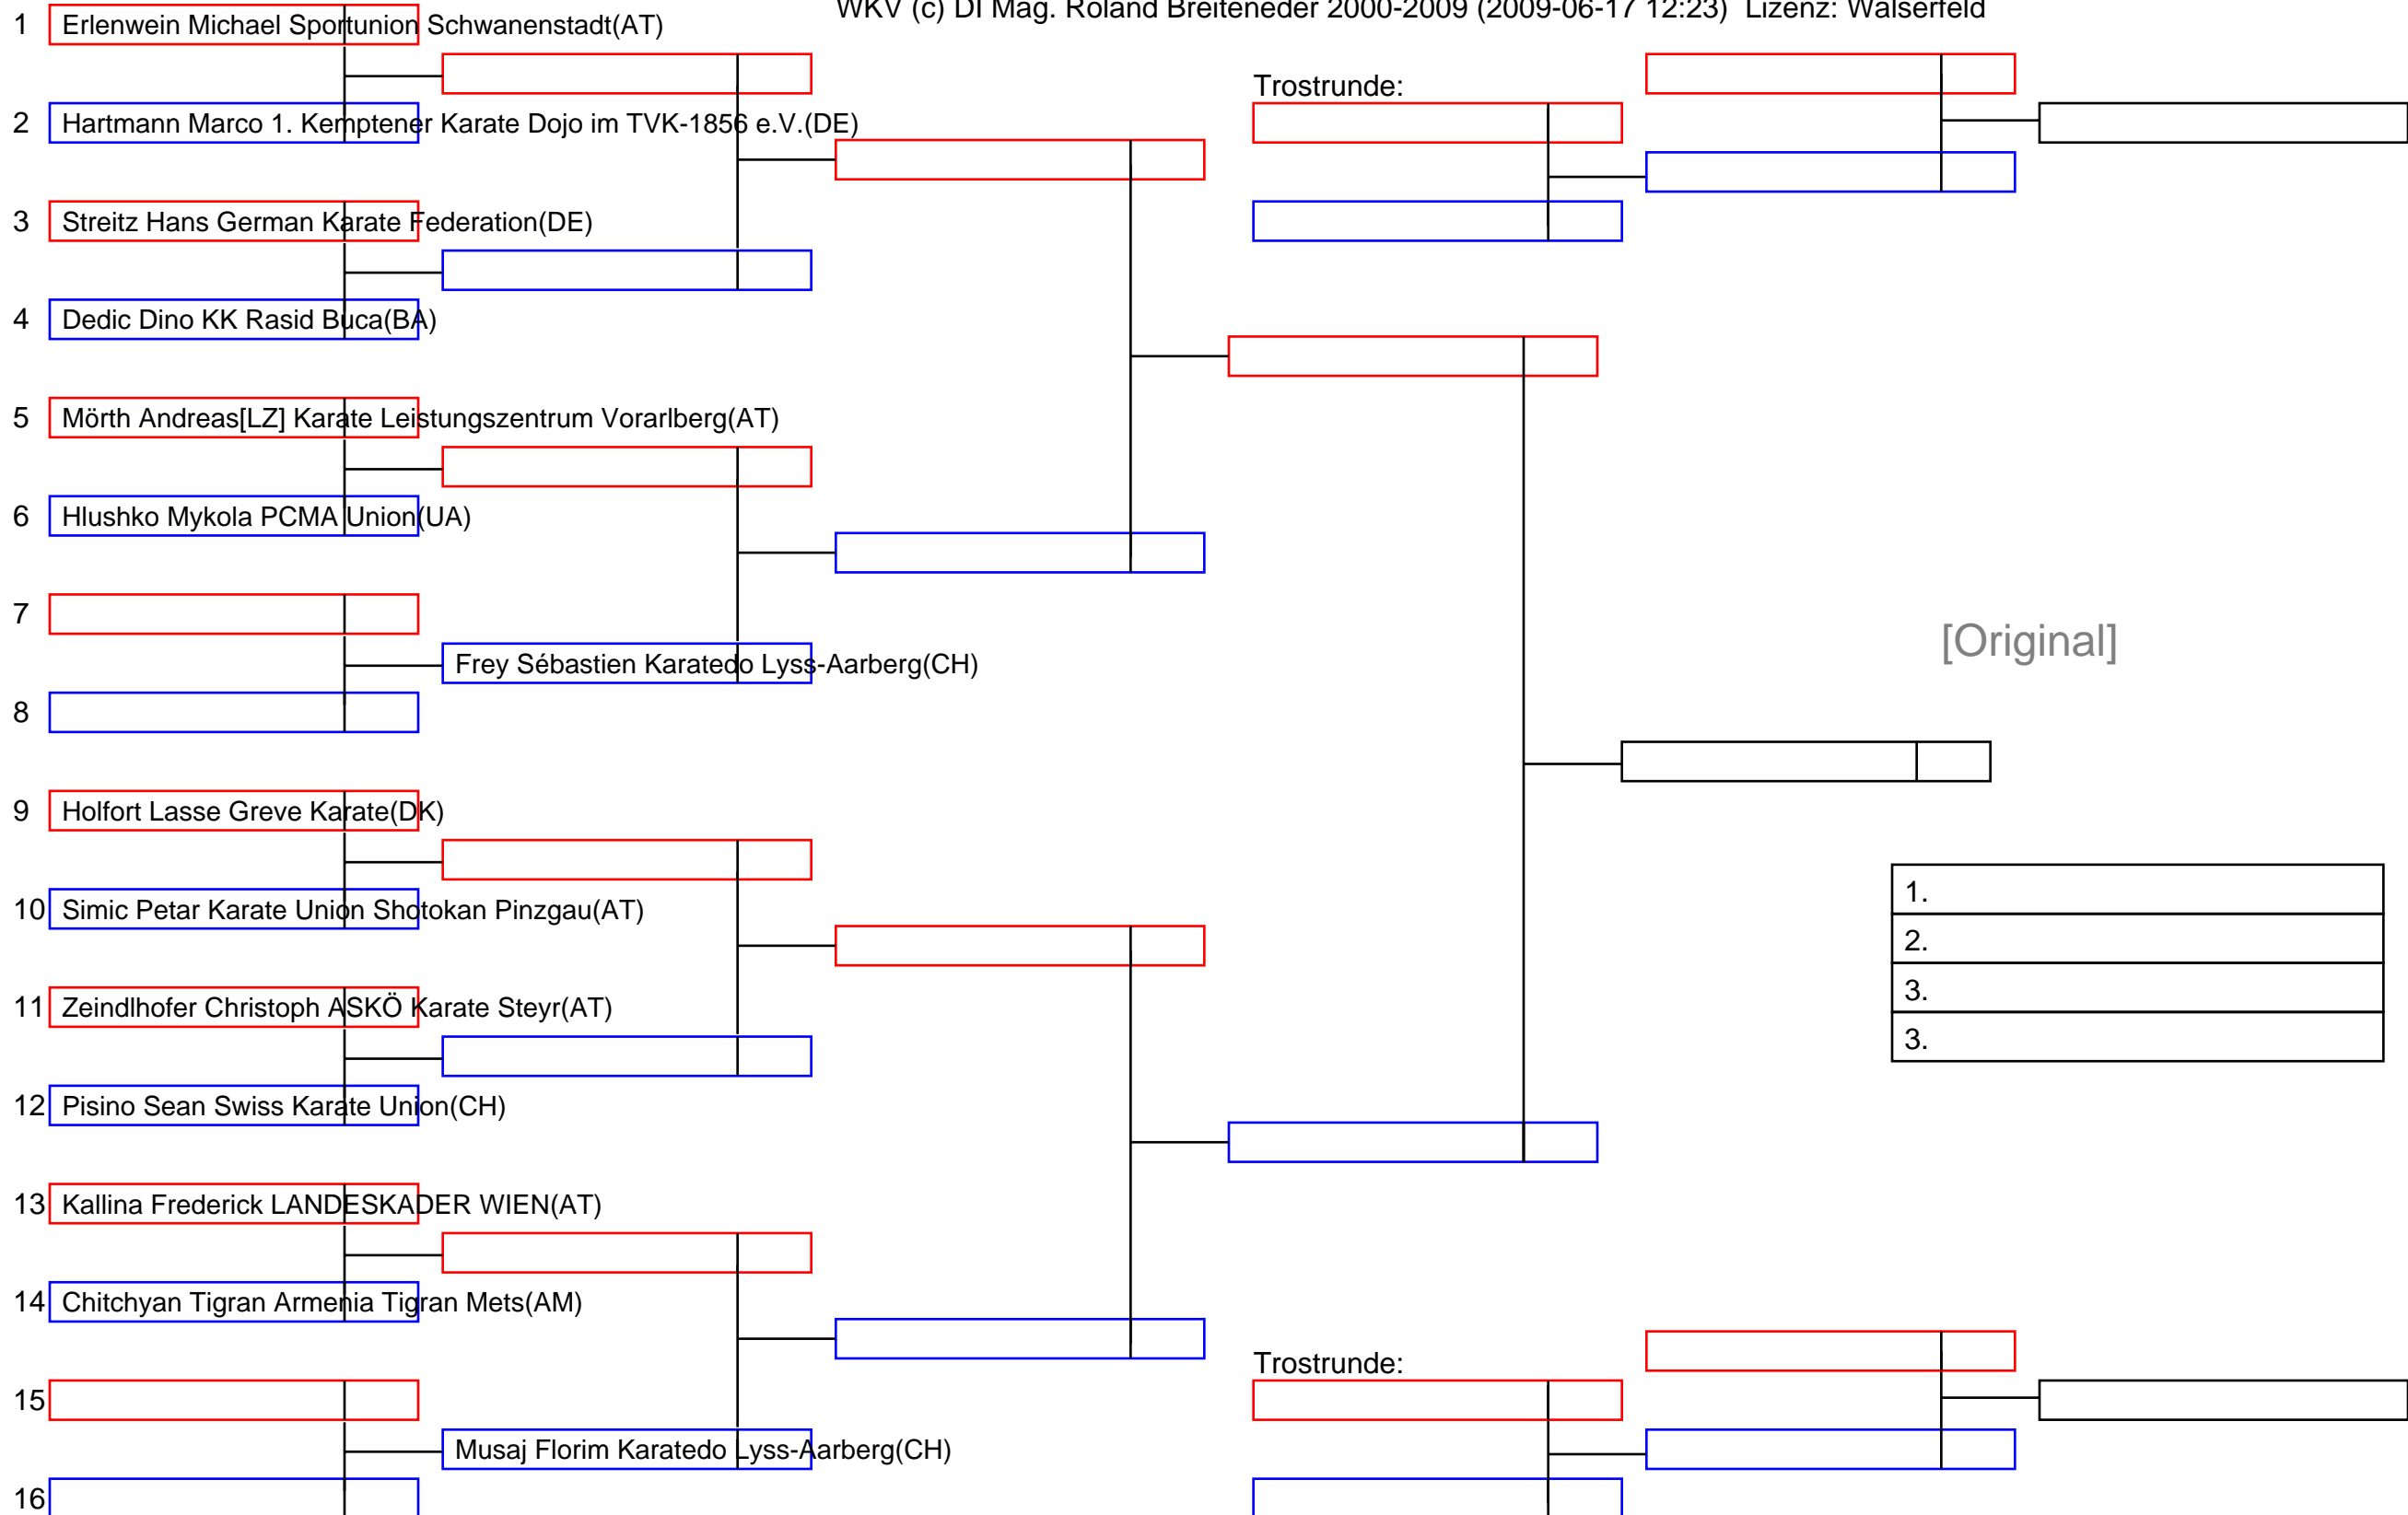 WKV (c) DI Mag. Roland Breiteneder 2000-2009 (2009-06-17 12:23) Lizenz: Walserfeld
1 Erlenwein Michael Sportunion Schwanenstadt(AT)
Trostrunde:
2 Hartmann Marco 1. Kemptener Karate Dojo im TVK-1856 e.V.(DE)
3 Streitz Hans German Karate Federation(DE)
4 Dedic Dino KK Rasid Buca(BA)
5 Mörth Andreas[LZ] Karate Leistungszentrum Vorarlberg(AT)
6 Hlushko Mykola PCMA Union(UA)
7
[Original]
Frey Sébastien Karatedo Lyss-Aarberg(CH)
8
9 Holfort Lasse Greve Karate(DK)
1.
10 Simic Petar Karate Union Shotokan Pinzgau(AT)
2.
3.
11 Zeindlhofer Christoph ASKÖ Karate Steyr(AT)
3.
12 Pisino Sean Swiss Karate Union(CH)
13 Kallina Frederick LANDESKADER WIEN(AT)
14 Chitchyan Tigran Armenia Tigran Mets(AM)
Trostrunde:
15
Musaj Florim Karatedo Lyss-Aarberg(CH)
16